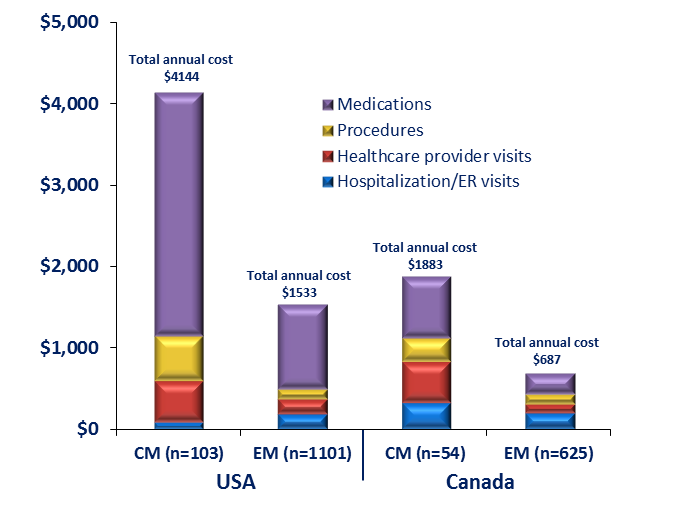 $5,000
$4,000
$3,000
$2,000
$1,000
$0
Total annual cost
$4144
Total annual cost
$1533
Total annual cost
$1883
Total annual cost
$687
Medications
Procedures
Healthcare provider visits
Hospitalization/ER visits
CM (n=103)
EM (n=1101)
CM (n=54)
EM (n=625)
USA
Canada